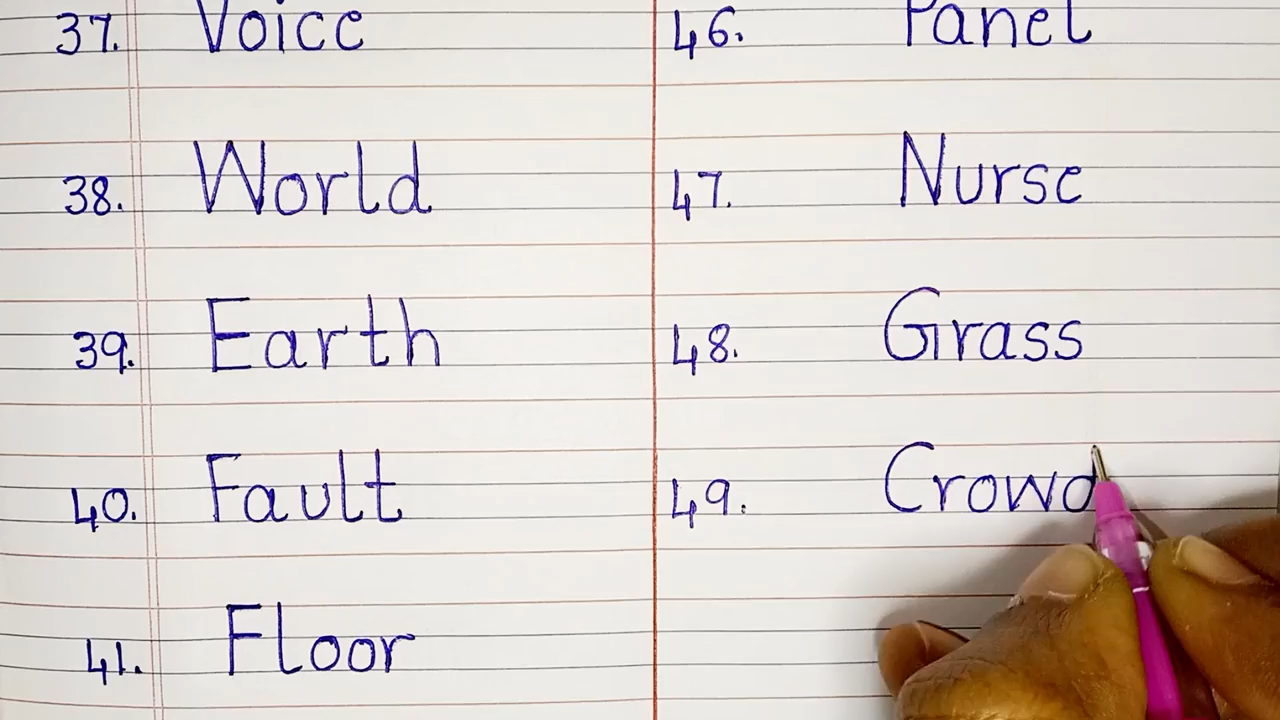 37. Voice
38. World
39. Earth
40. Fault
41. Floor
46. Panel
47. Nurse
48. Grass
49. Crowd